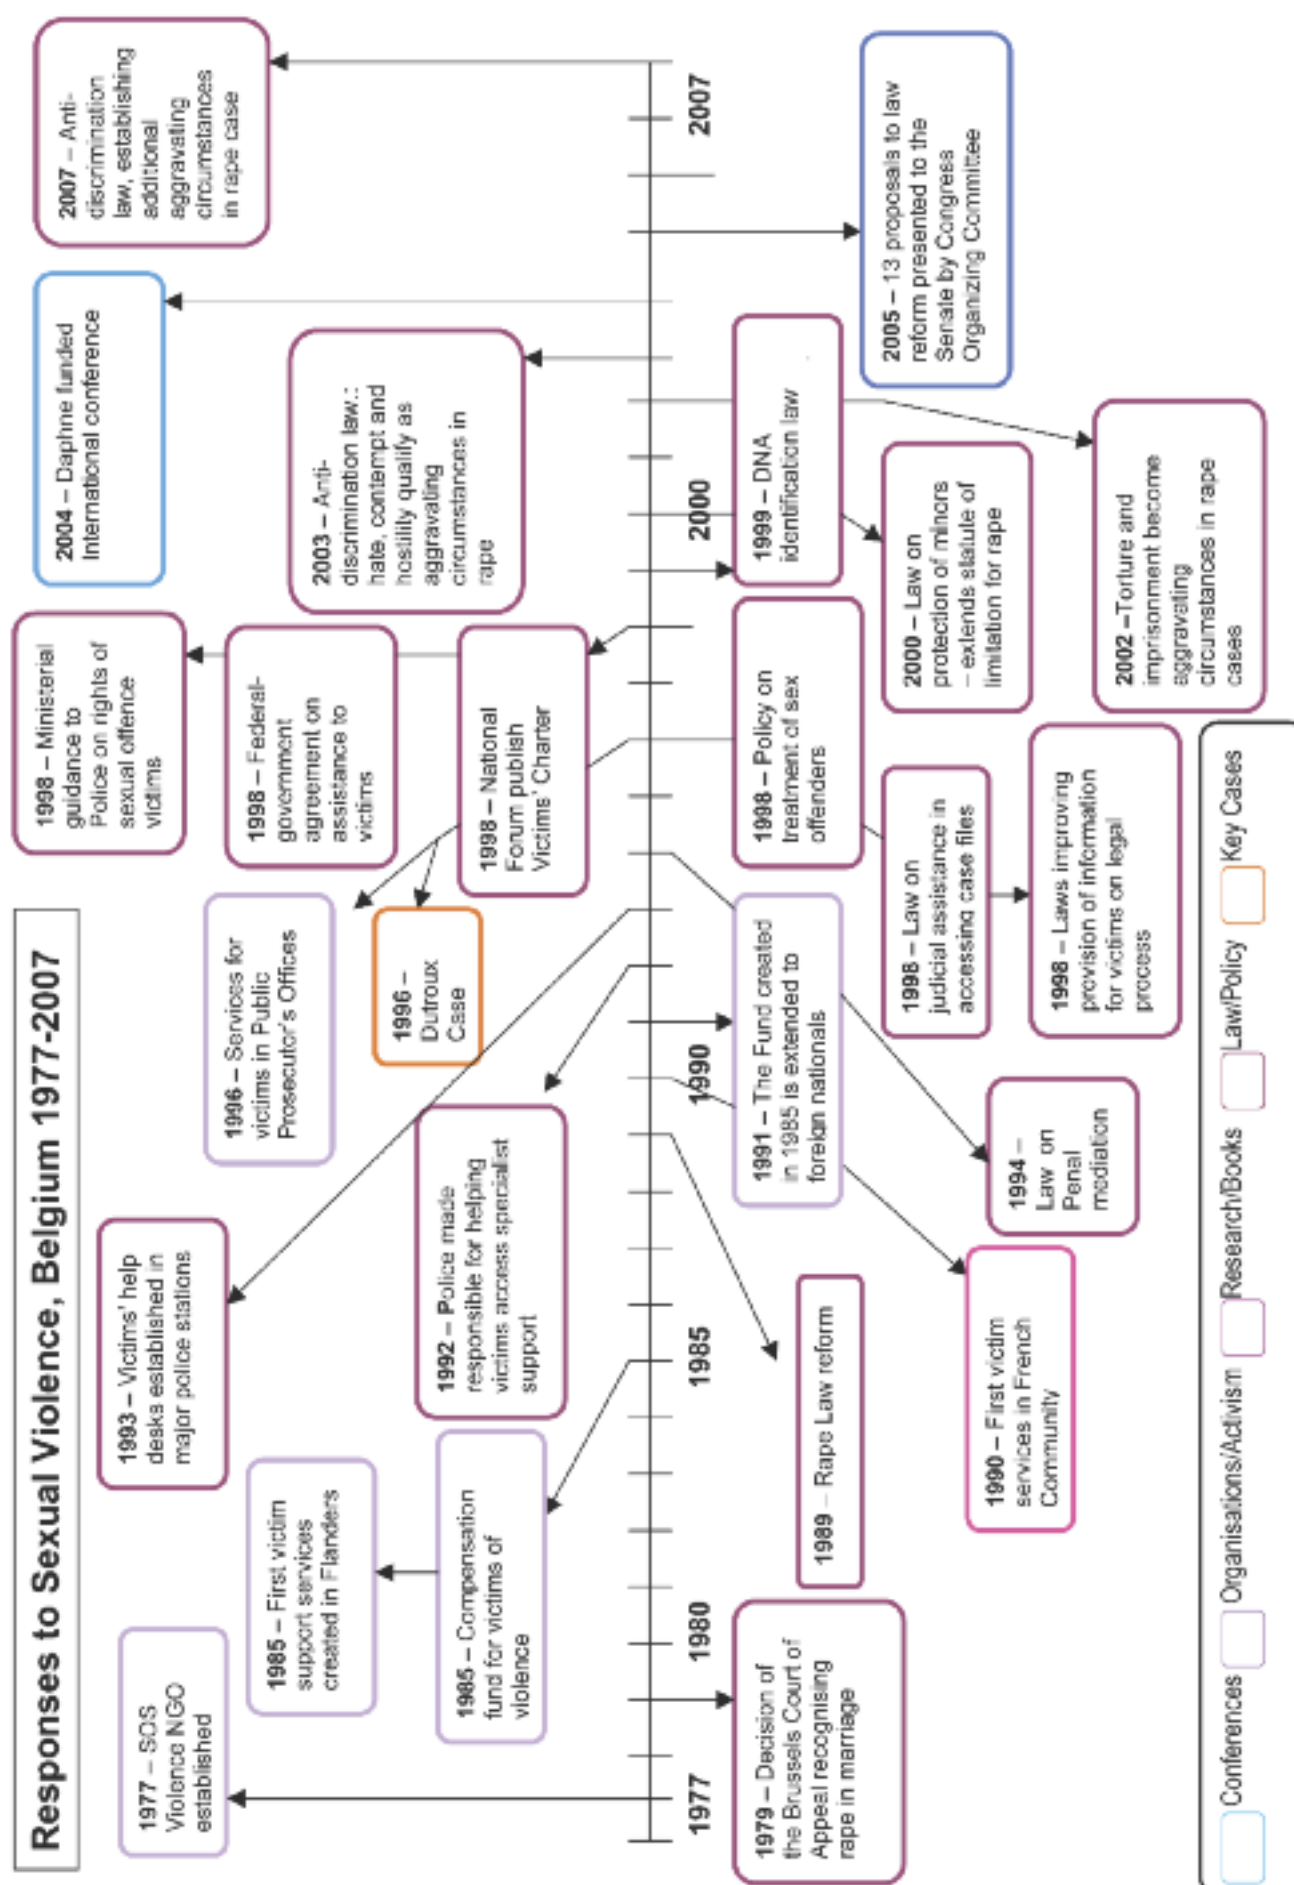 Responses to Sexual Violence, Belgium 1977-2007
1977 – SOS
Violence NGO
established
1985 – First victim
support services
created in Flanders
1985 – Compensation
fund for victims of
violence
1993 – Victims' help
desks established in
major police stations
1992 – Police made
responsible for helping
victims access specialist
support
1996 – Services for
victims in Public
Prosecutor's Offices
1996 –
Dutroux
Case
1998 – Ministerial
guidance to
Police on rights of
sexual offence
victims
1998 – Federal-
government
agreement on
assistance to
victims
1998 – National
Forum publish
Victims' Charter
2004 – Daphne funded
International conference
2003 – Anti-
discrimination law.:
hate, contempt and
hostility qualify as
aggravating
circumstances in
rape
2007 – Anti-
discrimination
law, establishing
additional
aggravating
circumstances
in rape case
1977
1980
1985
1990
2000
2007
1979 – Decision of
the Brussels Court of
Appeal recognising
rape in marriage
1989 – Rape Law reform
1990 – First victim
services in French
Community
1991 – The Fund created
in 1985 is extended to
foreign nationals
1994 –
Law on
Penal
mediation
1998 – Policy on
treatment of sex
offenders
1998 – Law on
judicial assistance in
accessing case files
1998 – Laws improving
provision of information
for victims on legal
process
1999 – DNA
identification law
2000 – Law on
protection of minors
– extends statute of
limitation for rape
2002 –Torture and
imprisonment become
aggravating
circumstances in rape
cases
2005 – 13 proposals to law
reform presented to the
Senate by Congress
Organizing Committee
Conferences Organisations/Activism Research/Books Law/Policy Key Cases